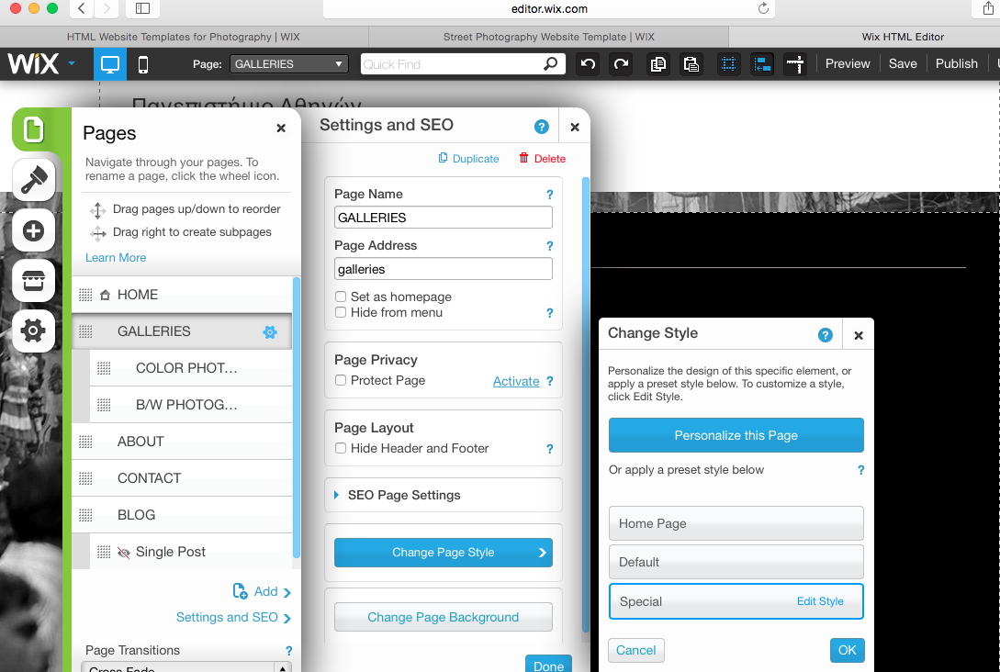 editor.wix.com
HTML Website Templates for Photography | WIX
Street Photography Website Template | WIX
Wix HTML Editor
WiX
Page:
GALLERIES
Quick Find
Preview
Save
Publish
Πανεπιστήμιο Αθηνών
Pages
Navigate through your pages. To
rename a page, click the wheel icon.
Drag pages up/down to reorder
Drag right to create subpages
Learn More
HOME
GALLERIES
COLOR PHOT...
B/W PHOTOG...
ABOUT
CONTACT
BLOG
Single Post
Add
Settings and SEO
Page Transitions
?
Cross Fade
Settings and SEO
?
Duplicate
Delete
Page Name
?
GALLERIES
Page Address
?
galleries
Set as homepage
Hide from menu
?
Page Privacy
Protect Page
Activate
?
Page Layout
Hide Header and Footer
?
SEO Page Settings
Change Page Style
Change Page Background
Done
Change Style
?
Personalize the design of this specific element, or
apply a preset style below. To customize a style,
click Edit Style.
Personalize this Page
Or apply a preset style below
?
Home Page
Default
Special
Edit Style
Cancel
OK